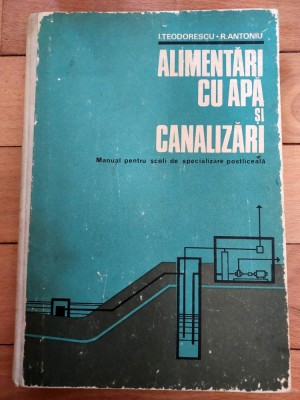 I.TEODORESCU • R.ANTONIU
ALIMENTĂRI
CU APĂ
ȘI
CANALIZĂRI
Manual pentru școli de specializare postliceală